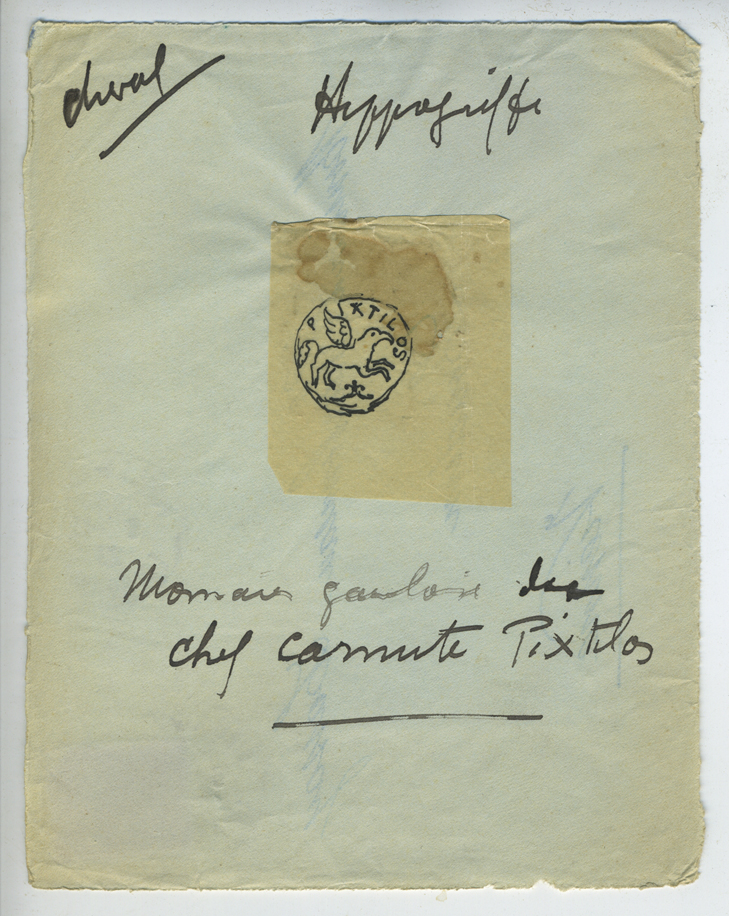 cheval
Hippogriffe
PIXTILOS
Monnaie gauloise du
chef carnute Pixtilos